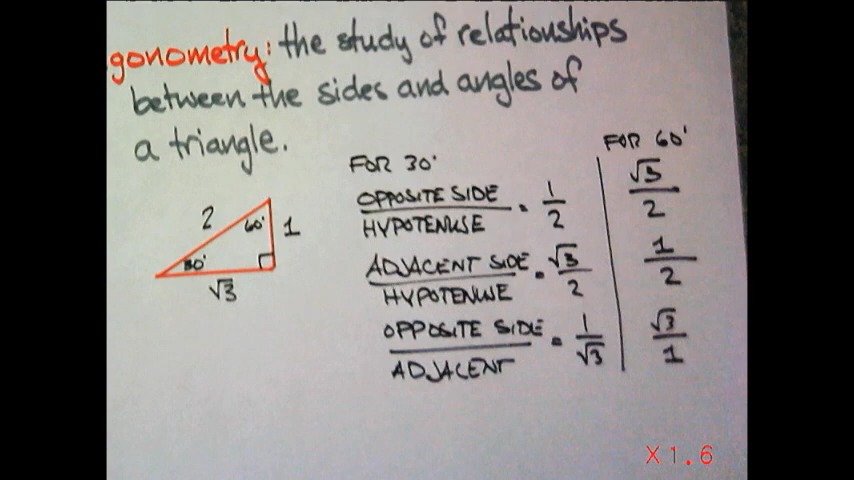 gonometry: the study of relationships
between the sides and angles of
a triangle.
FOR 30°
FOR 60°
2
60°
1
30°
√3
OPPOSITE SIDE
HYPOTENUSE
= 1/2
√3/2
ADJACENT SIDE
HYPOTENUSE
= √3/2
1/2
OPPOSITE SIDE
ADJACENT
= 1/√3
√3/1
X1.6